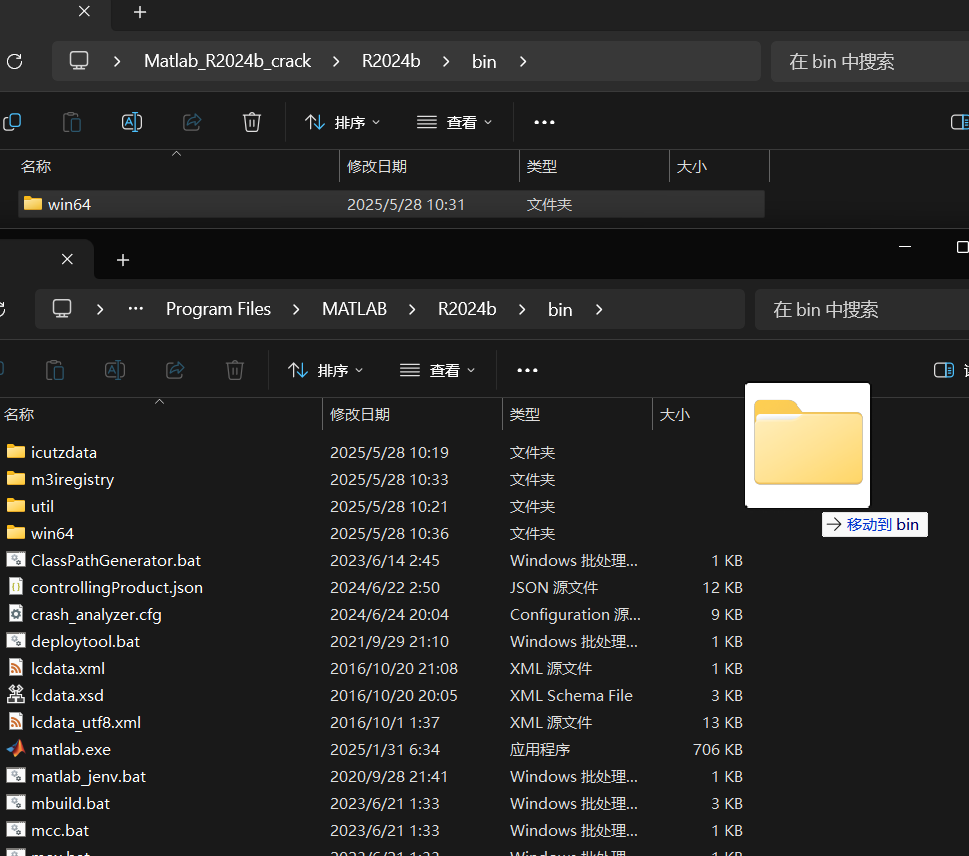 Matlab_R2024b_crack > R2024b > bin >
在 bin 中搜索
排序 查看
名称 修改日期 类型 大小
win64 2025/5/28 10:31 文件夹
Program Files > MATLAB > R2024b > bin >
在 bin 中搜索
排序 查看
名称 修改日期 类型 大小
icutzdata 2025/5/28 10:19 文件夹
m3iregistry 2025/5/28 10:33 文件夹
util 2025/5/28 10:21 文件夹
→ 移动到 bin
win64 2025/5/28 10:36 文件夹
ClassPathGenerator.bat 2023/6/14 2:45 Windows 批处理... 1 KB
controllingProduct.json 2024/6/22 2:50 JSON 源文件 12 KB
crash_analyzer.cfg 2024/6/24 20:04 Configuration 源... 9 KB
deploytool.bat 2021/9/29 21:10 Windows 批处理... 1 KB
lcdata.xml 2016/10/20 21:08 XML 源文件 1 KB
lcdata.xsd 2016/10/20 20:05 XML Schema File 3 KB
lcdata_utf8.xml 2016/10/1 1:37 XML 源文件 13 KB
matlab.exe 2025/1/31 6:34 应用程序 706 KB
matlab_jenv.bat 2020/9/28 21:41 Windows 批处理... 1 KB
mbuild.bat 2023/6/21 1:33 Windows 批处理... 3 KB
mcc.bat 2023/6/21 1:33 Windows 批处理... 1 KB